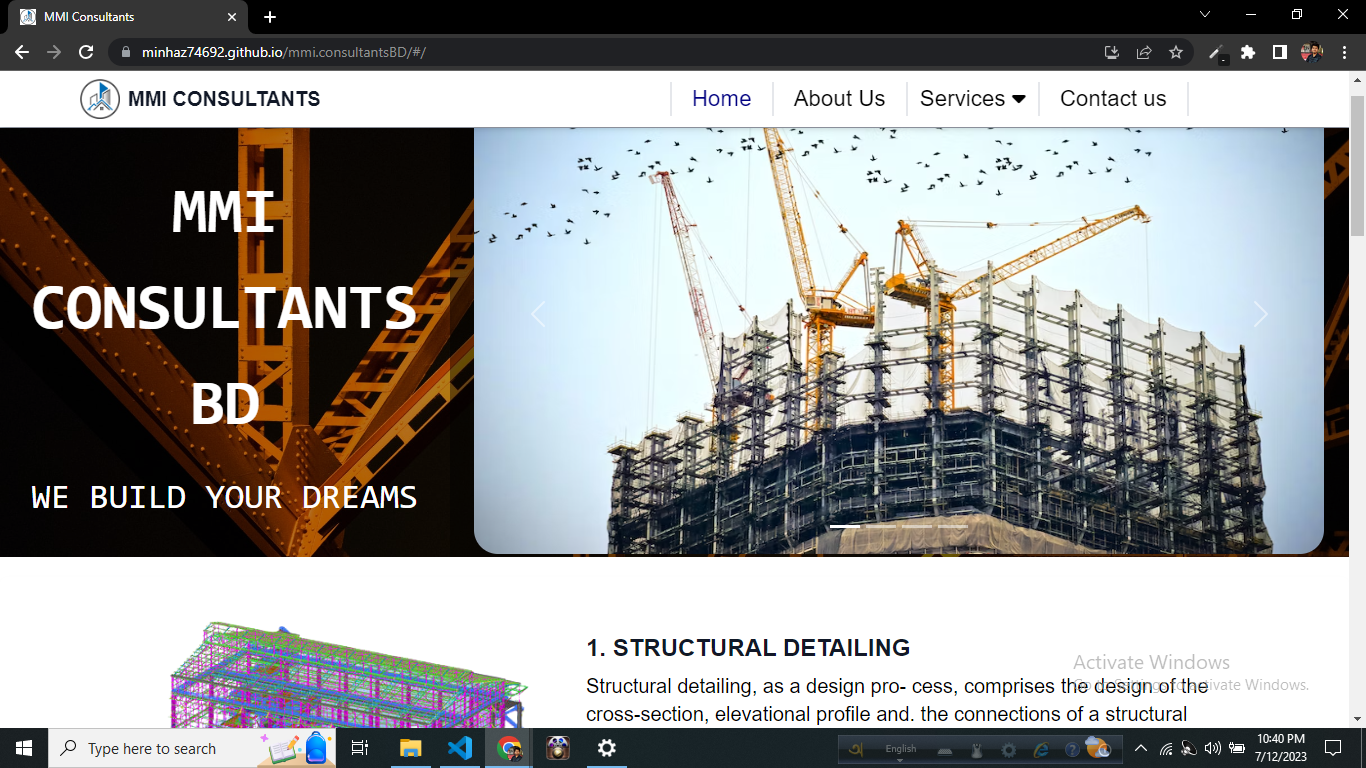 MMI Consultants
minhaz74692.github.io/mmi.consultantsBD/#/
MMI CONSULTANTS
Home
About Us
Services
Contact us
MMI
CONSULTANTS
BD
WE BUILD YOUR DREAMS
1. STRUCTURAL DETAILING
Structural detailing, as a design pro- cess, comprises the design of the
cross-section, elevational profile and. the connections of a structural
Activate Windows
Go to Settings to activate Windows.
Type here to search
English
10:40 PM
7/12/2023